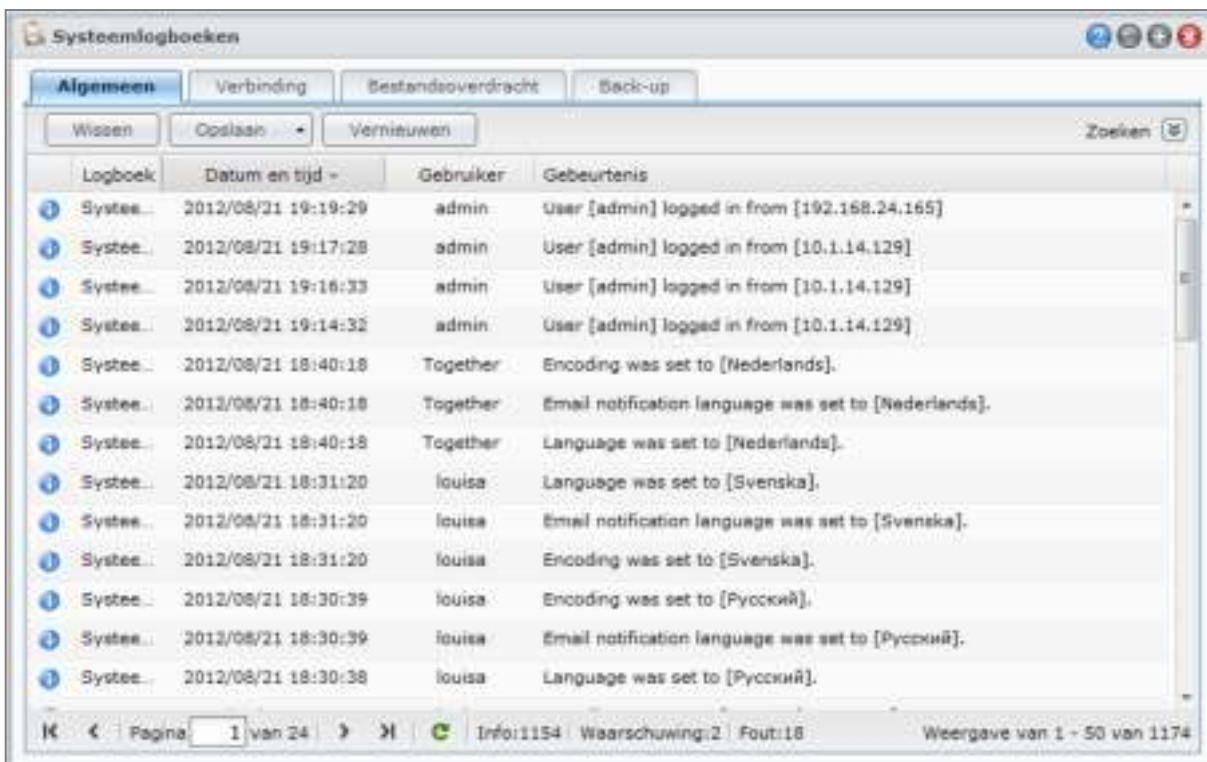 Systeemlogboeken
Algemeen Verbinding Bestandsoverdracht Back-up
Wissen Opslaan Vernieuwen Zoeken
Logboek Datum en tijd Gebruiker Gebeurtenis
Systee... 2012/08/21 19:19:29 admin User [admin] logged in from [192.168.24.165]
Systee... 2012/08/21 19:17:28 admin User [admin] logged in from [10.1.14.129]
Systee... 2012/08/21 19:16:33 admin User [admin] logged in from [10.1.14.129]
Systee... 2012/08/21 19:14:32 admin User [admin] logged in from [10.1.14.129]
Systee... 2012/08/21 18:40:18 Together Encoding was set to [Nederlands].
Systee... 2012/08/21 18:40:18 Together Email notification language was set to [Nederlands].
Systee... 2012/08/21 18:40:18 Together Language was set to [Nederlands].
Systee... 2012/08/21 18:31:20 louisa Language was set to [Svenska].
Systee... 2012/08/21 18:31:20 louisa Email notification language was set to [Svenska].
Systee... 2012/08/21 18:31:20 louisa Encoding was set to [Svenska].
Systee... 2012/08/21 18:30:39 louisa Encoding was set to [Русский].
Systee... 2012/08/21 18:30:39 louisa Email notification language was set to [Русский].
Systee... 2012/08/21 18:30:38 louisa Language was set to [Русский].
Pagina 1 van 24 Info:1154 Waarschuwing:2 Fout:18 Weergave van 1 - 50 van 1174